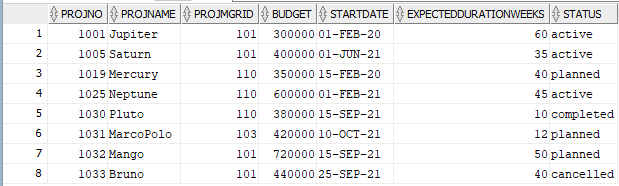 PROJNO PROJNAME PROJMGRID BUDGET STARTDATE EXPECTEDDURATIONWEEKS STATUS
1 1001 Jupiter 101 300000 01-FEB-20 60 active
2 1005 Saturn 101 400000 01-JUN-21 35 active
3 1019 Mercury 110 350000 15-FEB-20 40 planned
4 1025 Neptune 110 600000 01-FEB-21 45 active
5 1030 Pluto 110 380000 15-SEP-21 10 completed
6 1031 MarcoPolo 103 420000 10-OCT-21 12 planned
7 1032 Mango 101 720000 15-SEP-21 50 planned
8 1033 Bruno 101 440000 25-SEP-21 40 cancelled